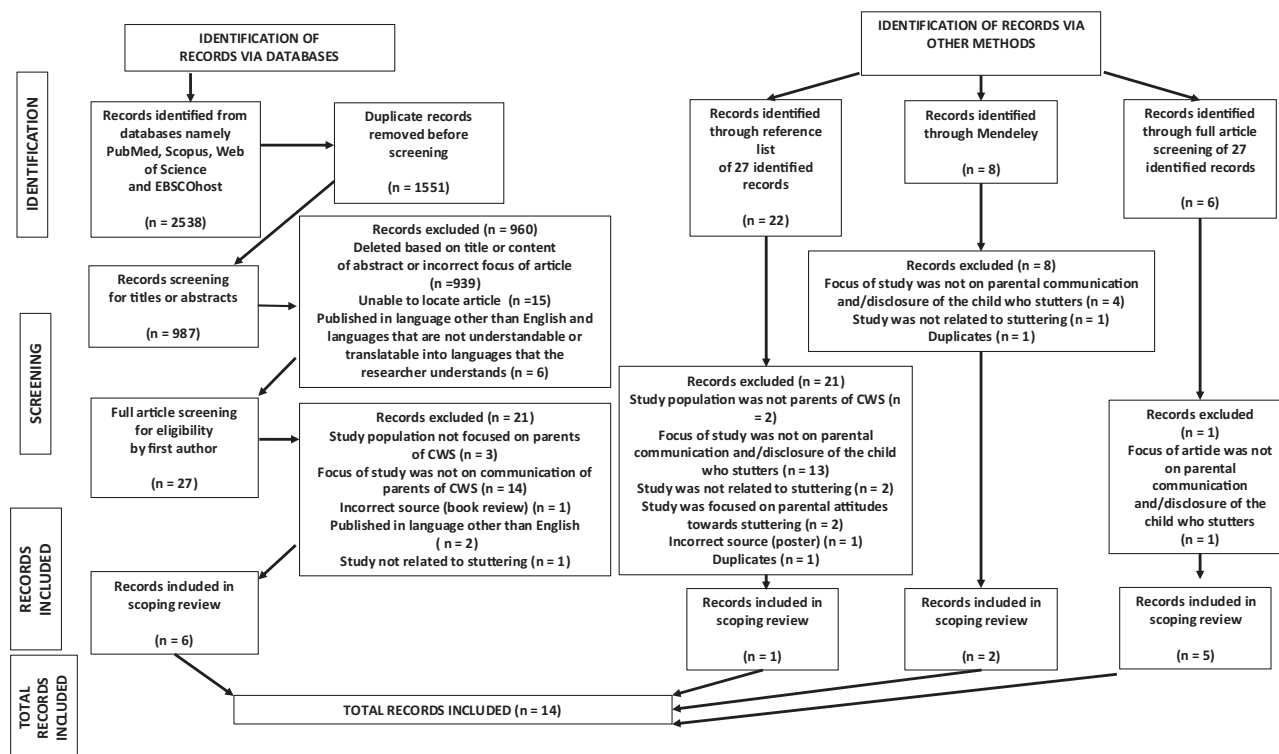 IDENTIFICATION OF
RECORDS VIA DATABASES
IDENTIFICATION OF RECORDS VIA
OTHER METHODS
IDENTIFICATION
Records identified from
databases namely
PubMed, Scopus, Web
of Science
and EBSCOhost
(n = 2538)
Duplicate records
removed before
screening
(n = 1551)
Records identified
through reference
list
of 27 identified
records
(n = 22)
Records identified
through Mendeley
(n = 8)
Records identified
through full article
screening of 27
identified records
(n = 6)
SCREENING
Records screening
for titles or abstracts
(n = 987)
Records excluded (n = 960)
Deleted based on title or content
of abstract or incorrect focus of article
(n =939)
Unable to locate article (n =15)
Published in language other than English and
languages that are not understandable or
translatable into languages that the
researcher understands (n = 6)
Full article screening
for eligibility
by first author
(n = 27)
Records excluded (n = 21)
Study population not focused on parents
of CWS (n = 3)
Focus of study was not on communication of
parents of CWS (n = 14)
Incorrect source (book review) (n = 1)
Published in language other than English
( n = 2)
Study not related to stuttering (n = 1)
Records excluded (n = 21)
Study population was not parents of CWS (n
= 2)
Focus of study was not on parental
communication and/disclosure of the child
who stutters (n = 13)
Study was not related to stuttering (n = 2)
Study was focused on parental attitudes
towards stuttering (n = 2)
Incorrect source (poster) (n = 1)
Duplicates (n = 1)
Records excluded (n = 8)
Focus of study was not on parental communication
and/disclosure of the child who stutters (n = 4)
Study was not related to stuttering (n = 1)
Duplicates (n = 1)
Records excluded
(n = 1)
Focus of article was not
on parental
communication
and/disclosure of the
child who stutters
(n = 1)
RECORDS
INCLUDED
Records included in
scoping review
(n = 6)
Records included in
scoping review
(n = 1)
Records included in
scoping review
(n = 2)
Records included in
scoping review
(n = 5)
TOTAL
RECORDS
INCLUDED
TOTAL RECORDS INCLUDED (n = 14)